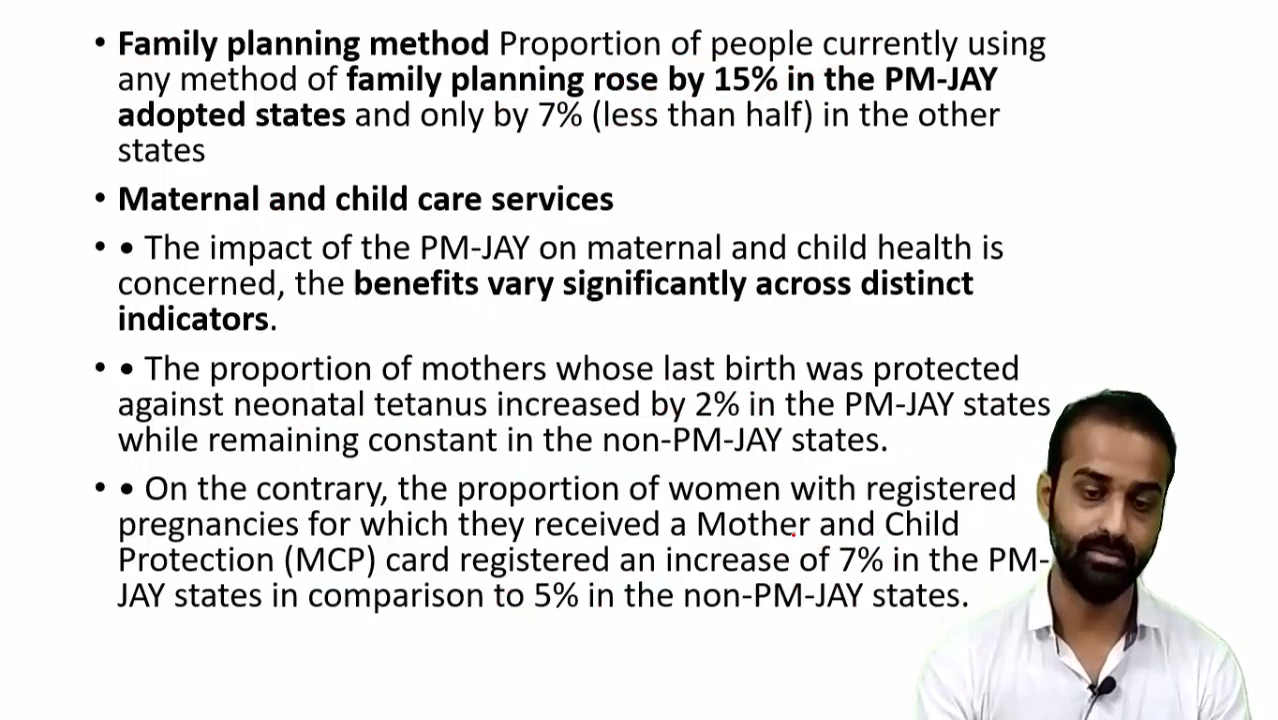 • Family planning method Proportion of people currently using
any method of family planning rose by 15% in the PM-JAY
adopted states and only by 7% (less than half) in the other
states
• Maternal and child care services
• • The impact of the PM-JAY on maternal and child health is
concerned, the benefits vary significantly across distinct
indicators.
• • The proportion of mothers whose last birth was protected
against neonatal tetanus increased by 2% in the PM-JAY states
while remaining constant in the non-PM-JAY states.
• • On the contrary, the proportion of women with registered
pregnancies for which they received a Mother and Child
Protection (MCP) card registered an increase of 7% in the PM-
JAY states in comparison to 5% in the non-PM-JAY states.